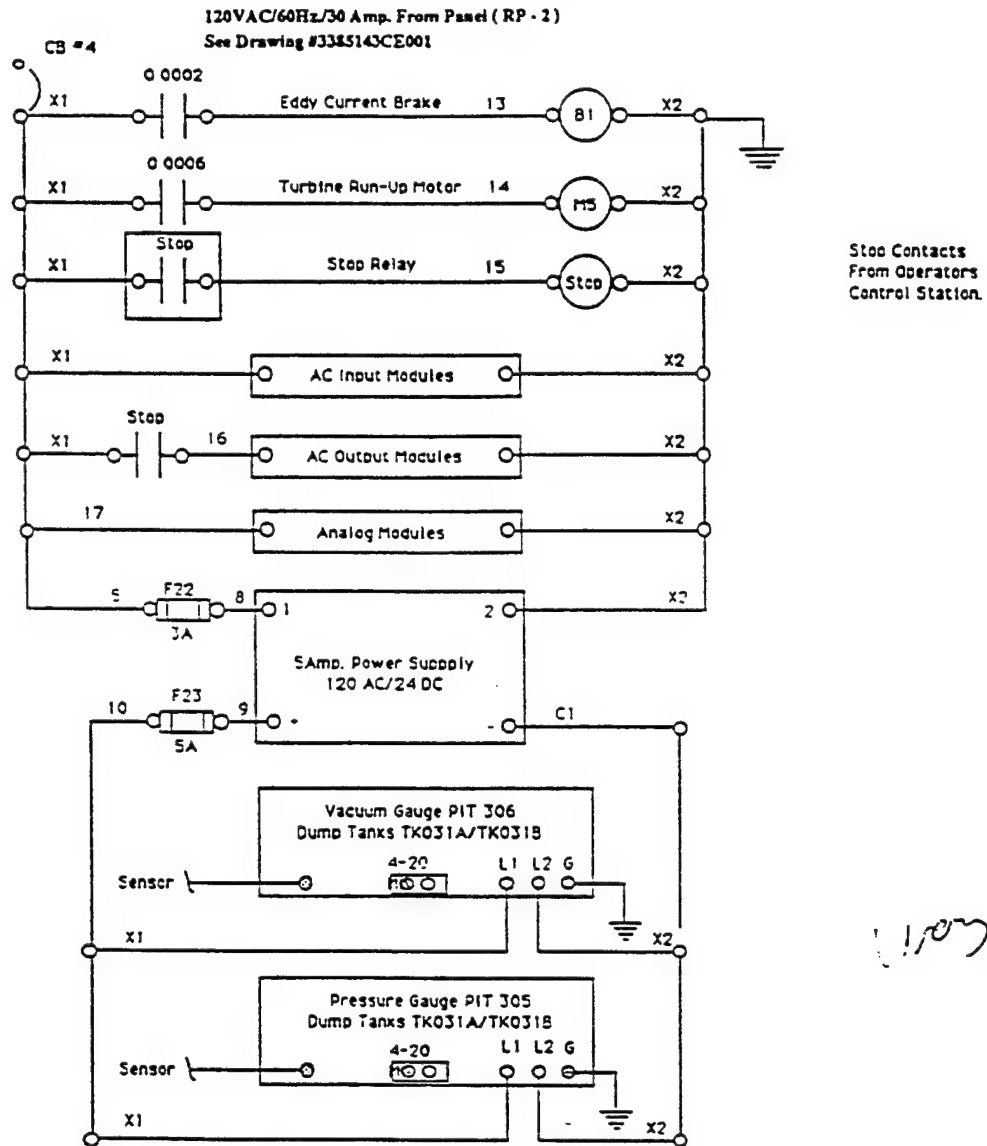 120VAC/60Hz/30 Amp. From Panel ( RP - 2 )
See Drawing #3385143CE001
CB #4
X1
0 0002
Eddy Current Brake
13
B1
X2
0 0006
X1
Turbine Run-Up Motor
14
M5
X2
Stop
X1
Stop Relay
15
Stop
X2
Stop Contacts
From Operators
Control Station.
X1
AC Input Modules
X2
Stop
X1
16
AC Output Modules
X2
17
Analog Modules
X2
5
F22
8
1
2
X2
3A
5Amp. Power Suppply
120 AC/24 DC
10
F23
9
+
-
C1
5A
Vacuum Gauge PIT 306
Dump Tanks TK031A/TK031B
4-20
L1 L2 G
Sensor
X1
X2
Pressure Gauge PIT 305
Dump Tanks TK031A/TK031B
4-20
L1 L2 G
Sensor
X1
X2